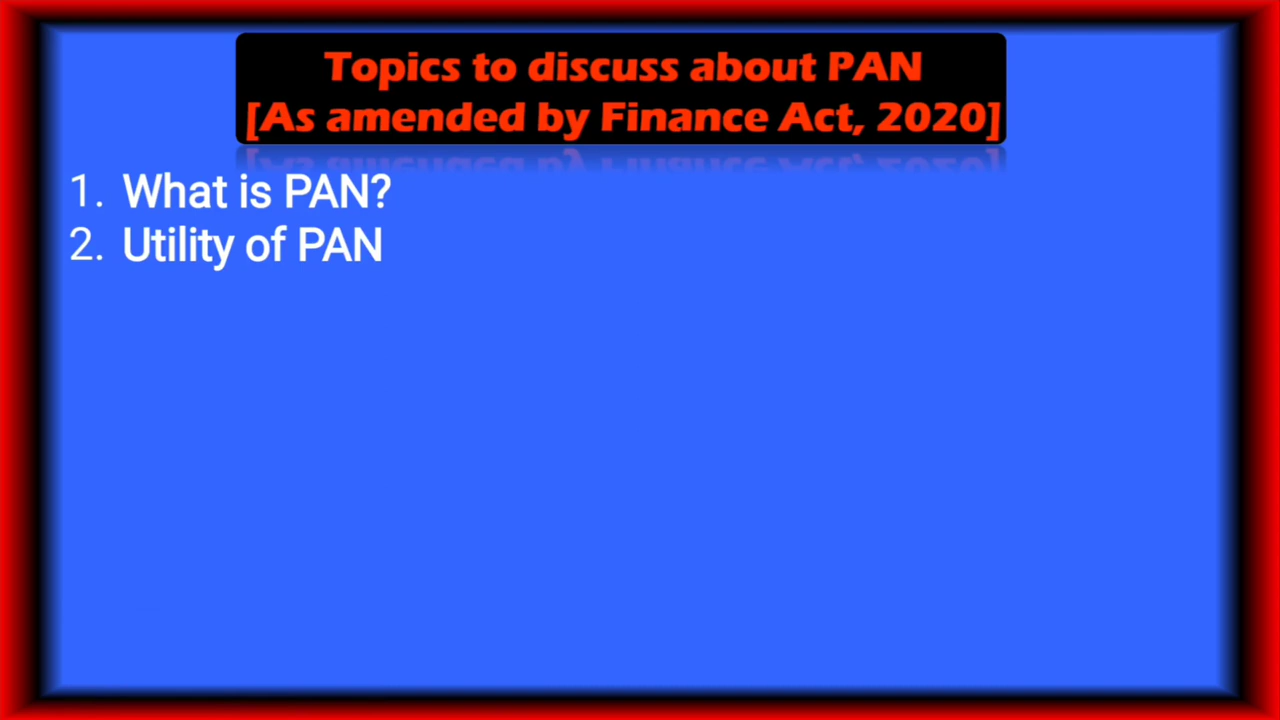 Topics to discuss about PAN
[As amended by Finance Act, 2020]
1. What is PAN?
2. Utility of PAN